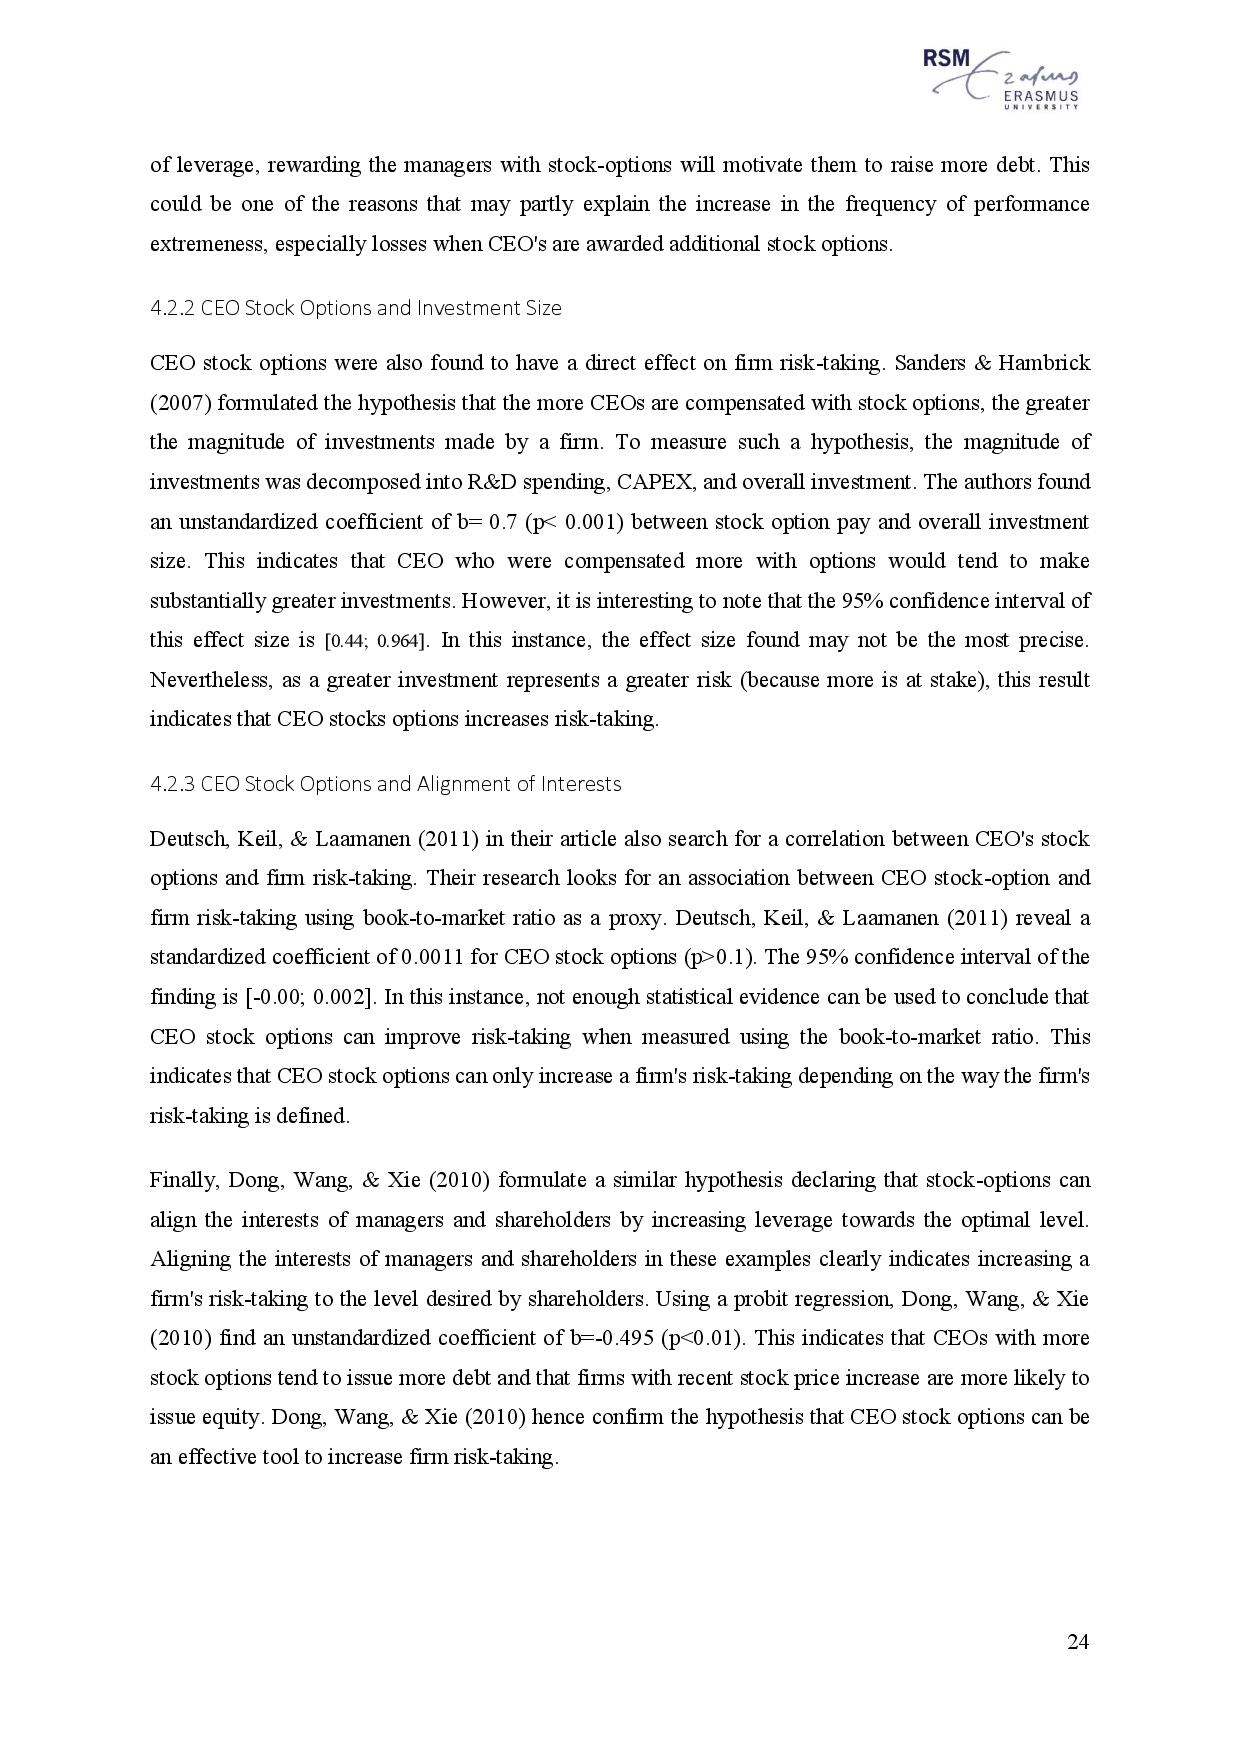 RSM
Erasmus
ERASMUS
UNIVERSITY
of leverage, rewarding the managers with stock-options will motivate them to raise more debt. This
could be one of the reasons that may partly explain the increase in the frequency of performance
extremeness, especially losses when CEO's are awarded additional stock options.
4.2.2 CEO Stock Options and Investment Size
CEO stock options were also found to have a direct effect on firm risk-taking. Sanders & Hambrick
(2007) formulated the hypothesis that the more CEOs are compensated with stock options, the greater
the magnitude of investments made by a firm. To measure such a hypothesis, the magnitude of
investments was decomposed into R&D spending, CAPEX, and overall investment. The authors found
an unstandardized coefficient of b= 0.7 (p< 0.001) between stock option pay and overall investment
size. This indicates that CEO who were compensated more with options would tend to make
substantially greater investments. However, it is interesting to note that the 95% confidence interval of
this effect size is [0.44; 0.964]. In this instance, the effect size found may not be the most precise.
Nevertheless, as a greater investment represents a greater risk (because more is at stake), this result
indicates that CEO stocks options increases risk-taking.
4.2.3 CEO Stock Options and Alignment of Interests
Deutsch, Keil, & Laamanen (2011) in their article also search for a correlation between CEO's stock
options and firm risk-taking. Their research looks for an association between CEO stock-option and
firm risk-taking using book-to-market ratio as a proxy. Deutsch, Keil, & Laamanen (2011) reveal a
standardized coefficient of 0.0011 for CEO stock options (p>0.1). The 95% confidence interval of the
finding is [-0.00; 0.002]. In this instance, not enough statistical evidence can be used to conclude that
CEO stock options can improve risk-taking when measured using the book-to-market ratio. This
indicates that CEO stock options can only increase a firm's risk-taking depending on the way the firm's
risk-taking is defined.
Finally, Dong, Wang, & Xie (2010) formulate a similar hypothesis declaring that stock-options can
align the interests of managers and shareholders by increasing leverage towards the optimal level.
Aligning the interests of managers and shareholders in these examples clearly indicates increasing a
firm's risk-taking to the level desired by shareholders. Using a probit regression, Dong, Wang, & Xie
(2010) find an unstandardized coefficient of b=-0.495 (p<0.01). This indicates that CEOs with more
stock options tend to issue more debt and that firms with recent stock price increase are more likely to
issue equity. Dong, Wang, & Xie (2010) hence confirm the hypothesis that CEO stock options can be
an effective tool to increase firm risk-taking.
24